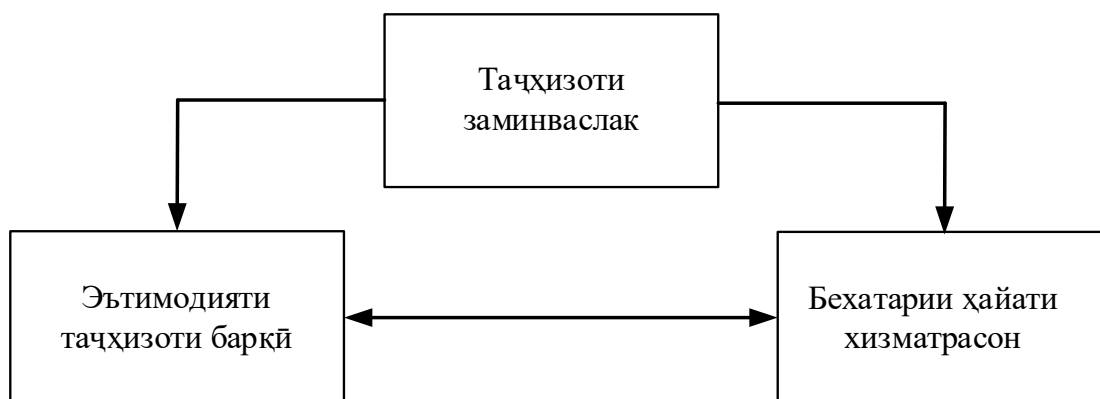 Таҷҳизоти
заминваслак
Эътимодияти
таҷҳизоти барқӣ
Бехатарии ҳайати
хизматрасон